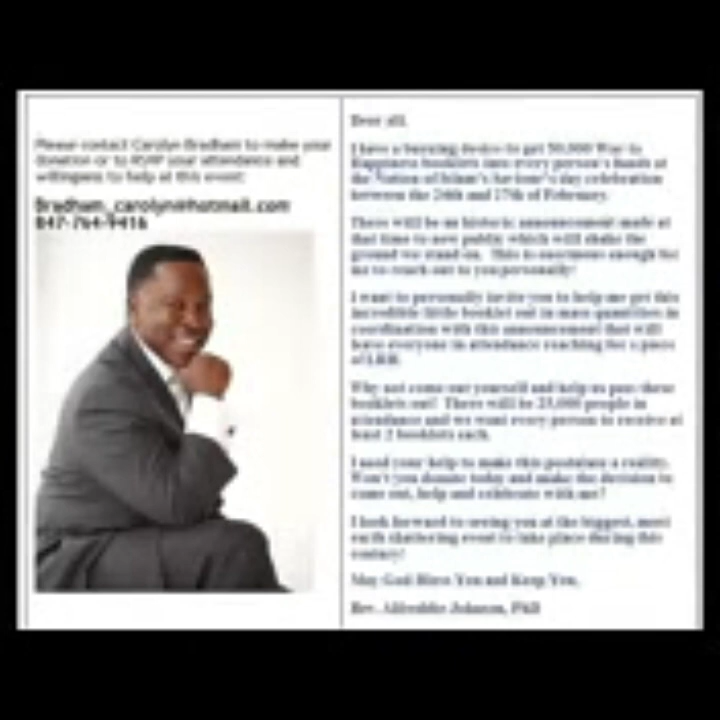 Please contact Carolyn Bradham to make your
donation or to RSVP your attendance and
willingness to help at this event:
Bradham_carolyn@hotmail.com
847-764-9416
Dear all,
I have a burning desire to get 50,000 Way to
Happiness booklets into every person's hands at
the Nation of Islam's Saviour's day celebration
between the 24th and 27th of February.
There will be an historic announcement made at
that time to new public which will shake the
ground we stand on. This is enormous enough for
me to reach out to you personally!
I want to personally invite you to help me get this
incredible little booklet out in mass quantities in
coordination with this announcement that will
leave everyone in attendance reaching for a piece
of LRH.
Why not come out yourself and help us pass these
booklets out? There will be 25,000 people in
attendance and we want every person to receive at
least 2 booklets each.
I need your help to make this postulate a reality.
Won't you donate today and make the decision to
come out, help and celebrate with me?
I look forward to seeing you at the biggest, most
earth shattering event to take place during this
century!
May God Bless You and Keep You,
Rev. Johnson, PhD